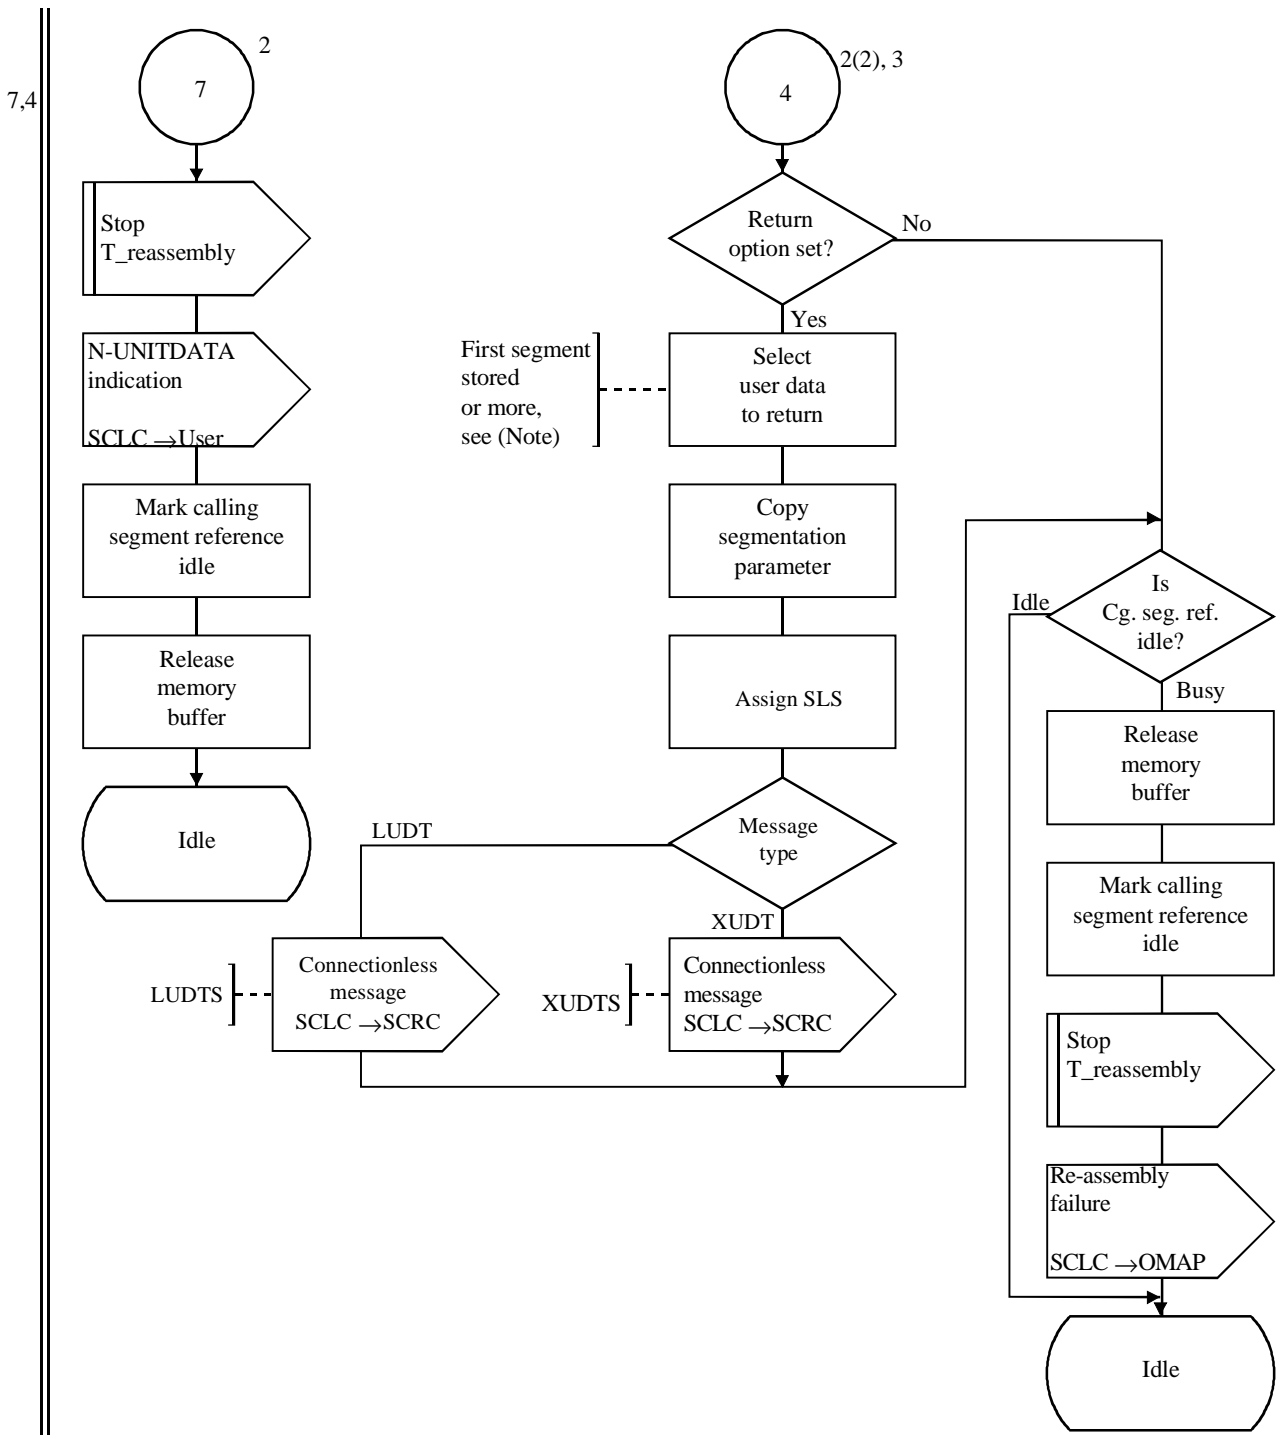 7,4
2
7
Stop
T_reassembly
N-UNITDATA
indication
SCLC →User
Mark calling
segment reference
idle
Release
memory
buffer
Idle
2(2), 3
4
Return
option set?
No
Yes
First segment
stored
or more,
see (Note)
Select
user data
to return
Copy
segmentation
parameter
Assign SLS
Message
type
LUDT
XUDT
LUDTS
Connectionless
message
SCLC →SCRC
XUDTS
Connectionless
message
SCLC →SCRC
Is
Cg. seg. ref.
idle?
Idle
Busy
Release
memory
buffer
Mark calling
segment reference
idle
Stop
T_reassembly
Re-assembly
failure
SCLC →OMAP
Idle